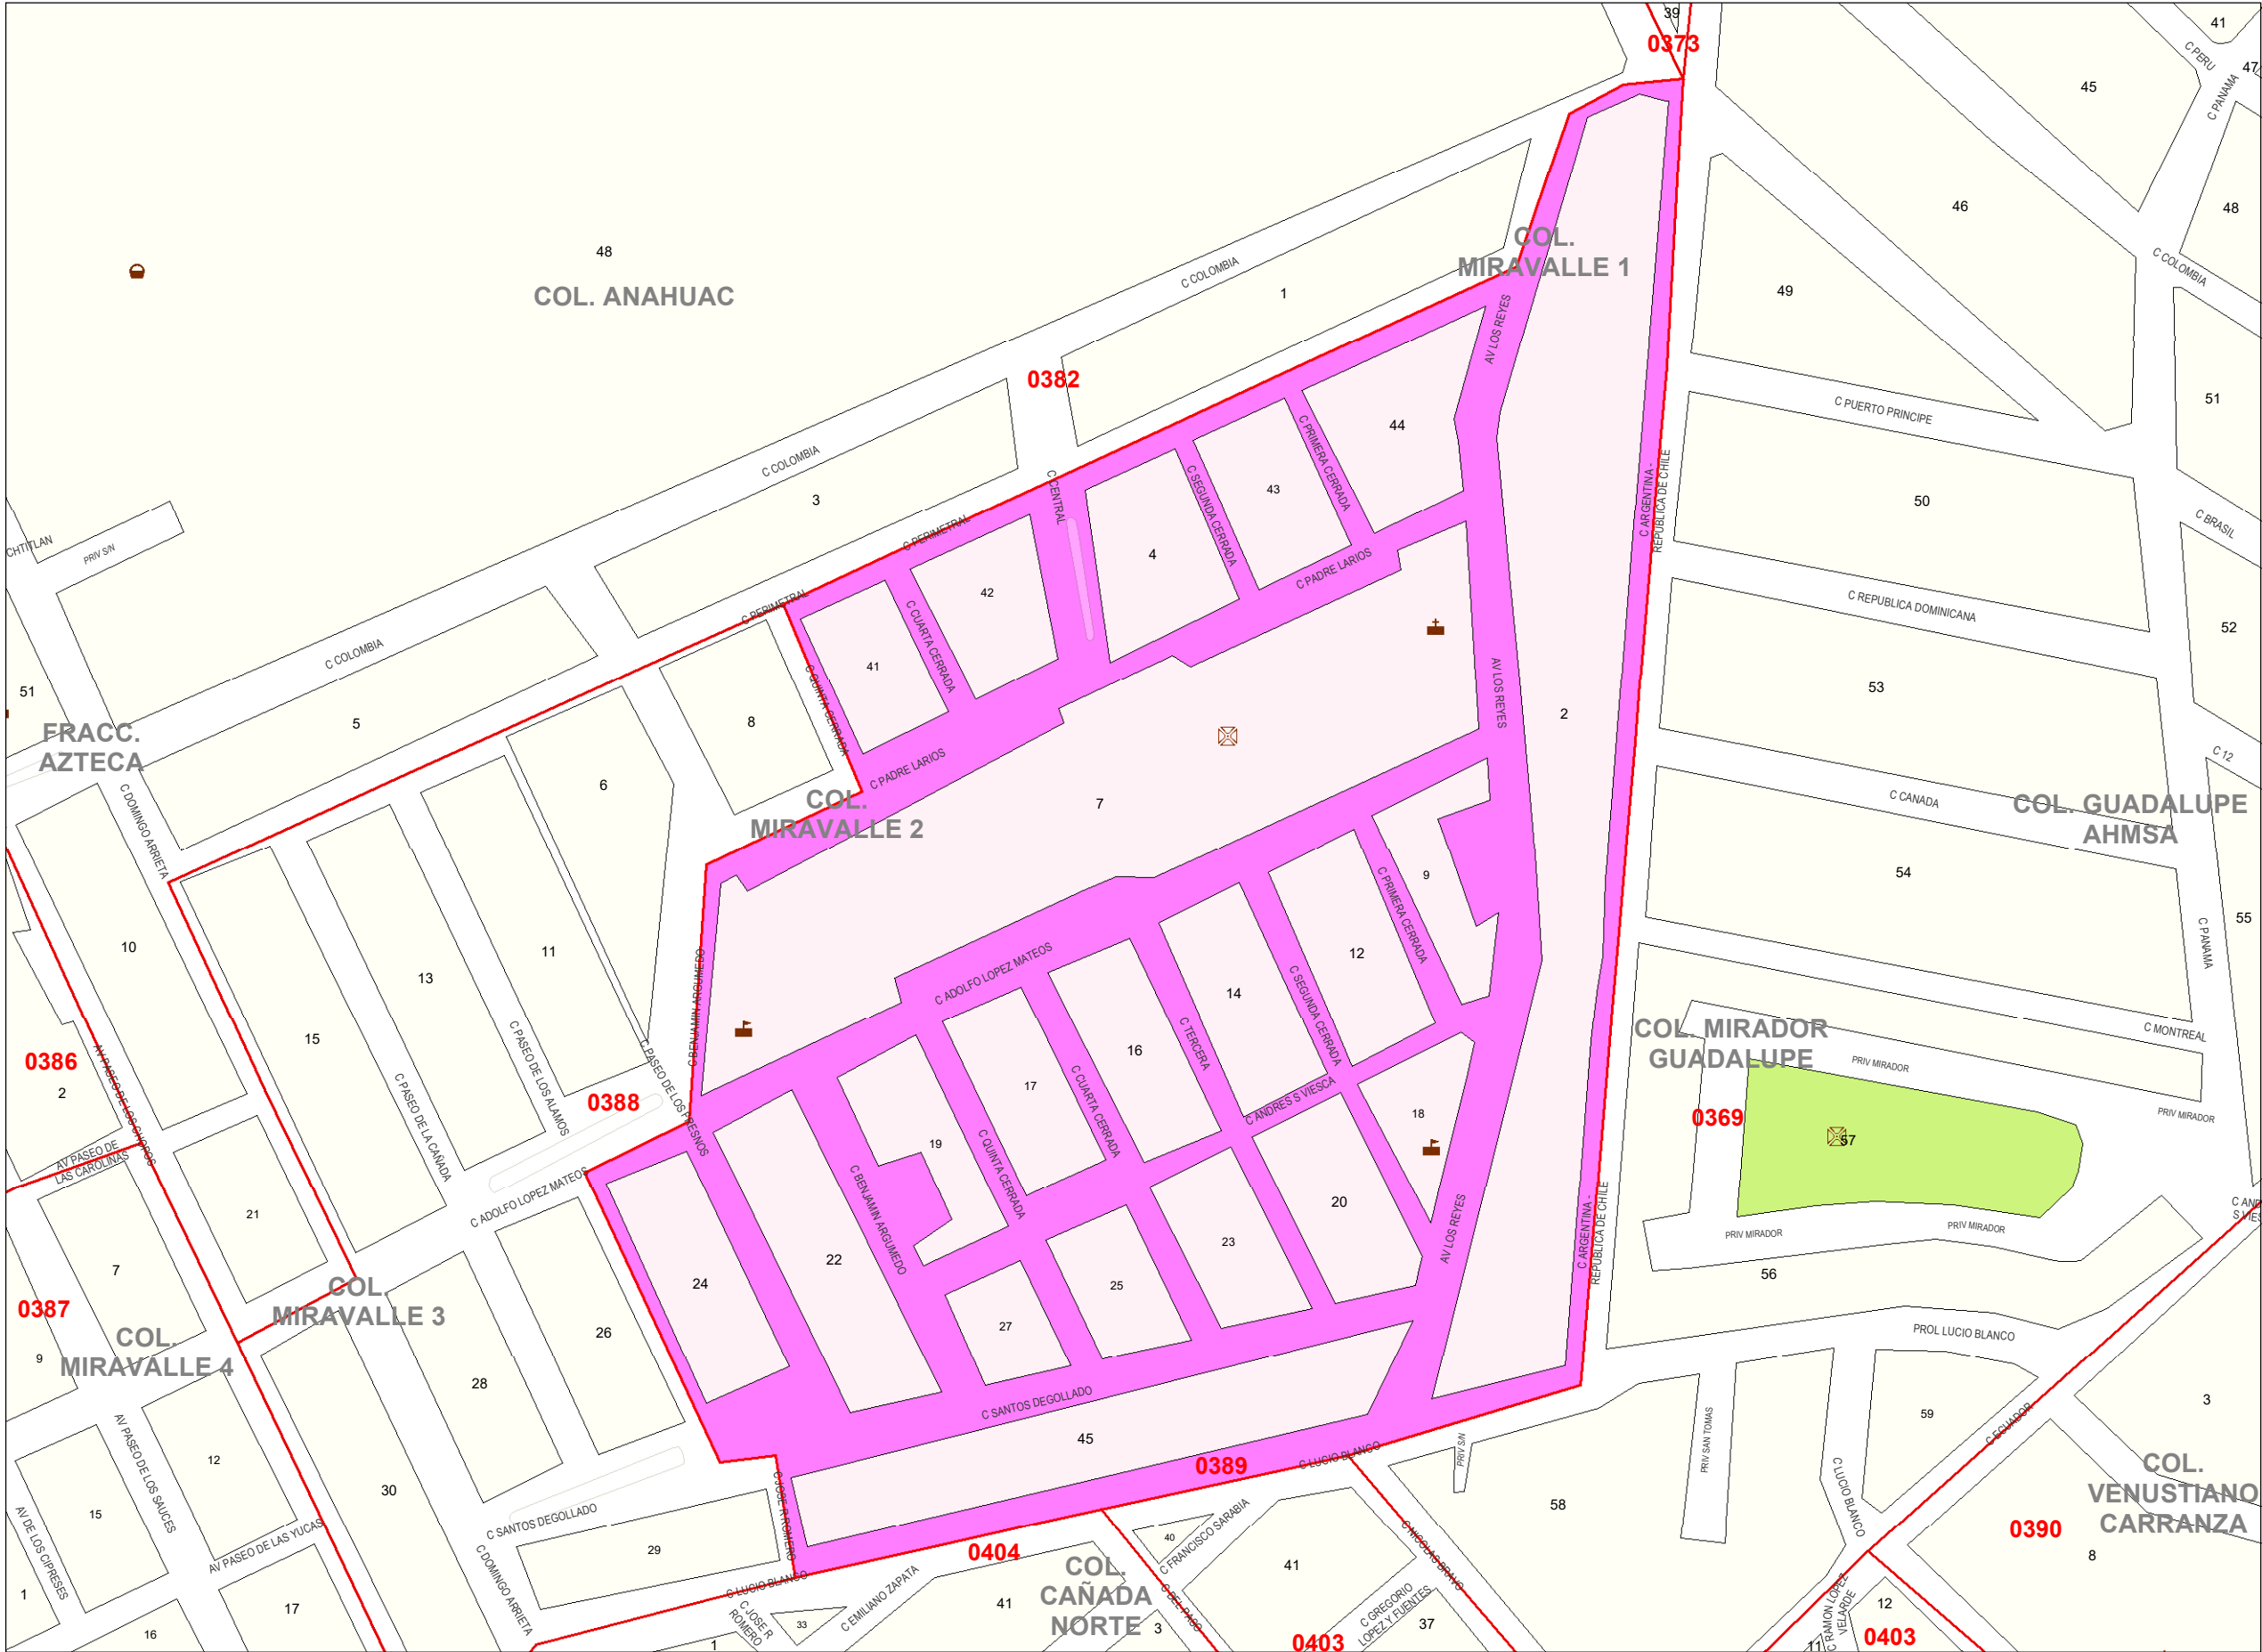 39
0373
41
C PERU
47
C PANAMA
45
46
48
48
COL. ANAHUAC
COL.
MIRAVALLE 1
C COLOMBIA
C COLOMBIA
1
49
AV LOS REYES
0382
C PUERTO PRINCIPE
51
44
C COLOMBIA
3
C CENTRAL
C SEGUNDA CERRADA
43
C PRIMERA CERRADA
C ARGENTINA -
REPUBLICA DE CHILE
50
C BRASIL
C PERIMETRAL
CHTITLAN
PRIV S/N
4
C PADRE LARIOS
42
C PERIMETRAL
C REPUBLICA DOMINICANA
52
C COLOMBIA
C CUARTA CERRADA
41
C QUINTA CERRADA
51
5
8
AV LOS REYES
2
53
FRACC.
AZTECA
C 12
C DOMINGO ARRIETA
6
C PADRE LARIOS
COL.
MIRAVALLE 2
7
C CANADA
COL. GUADALUPE
AHMSA
9
C PRIMERA CERRADA
54
55
10
11
13
15
C BENJAMIN ARGUMEDO
C ADOLFO LOPEZ MATEOS
12
14
C SEGUNDA CERRADA
C PANAMA
C MONTREAL
COL. MIRADOR
GUADALUPE
PRIV MIRADOR
0386
2
AV PASEO DE LOS CHOPOS
C PASEO DE LA CAÑADA
C PASEO DE LOS ALAMOS
C PASEO DE LOS FRESNOS
0388
16
C TERCERA
17
C CUARTA CERRADA
C ANDRES S VIESCA
18
0369
57
PRIV MIRADOR
AV PASEO DE
LAS CAROLINAS
19
C QUINTA CERRADA
C BENJAMIN ARGUMEDO
20
21
C ADOLFO LOPEZ MATEOS
22
23
24
AV LOS REYES
C ARGENTINA -
REPUBLICA DE CHILE
PRIV MIRADOR
PRIV MIRADOR
56
7
0387
COL.
MIRAVALLE 3
25
26
27
COL.
MIRAVALLE 4
9
28
PROL LUCIO BLANCO
C SANTOS DEGOLLADO
45
59
3
AV PASEO DE LOS SAUCES
12
30
PRIV S/N
PRIV SAN TOMAS
C ECUADOR
0389
C LUCIO BLANCO
C LUCIO BLANCO
COL.
VENUSTIANO
CARRANZA
15
AV DE LOS CIPRESES
AV PASEO DE LAS YUCAS
C SANTOS DEGOLLADO
C JOSE R ROMERO
58
0390
8
29
C DOMINGO ARRIETA
0404
40
C FRANCISCO SARABIA
C NICOLAS BRAVO
COL.
CAÑADA
NORTE
41
C LUCIO BLANCO
C EMILIANO ZAPATA
C DEL PACO
1
17
16
C JOSE R
ROMERO
33
41
3
1
C GREGORIO
LOPEZ Y FUENTES
37
0403
C RAMON LOPEZ
VELARDE
12
11
0403